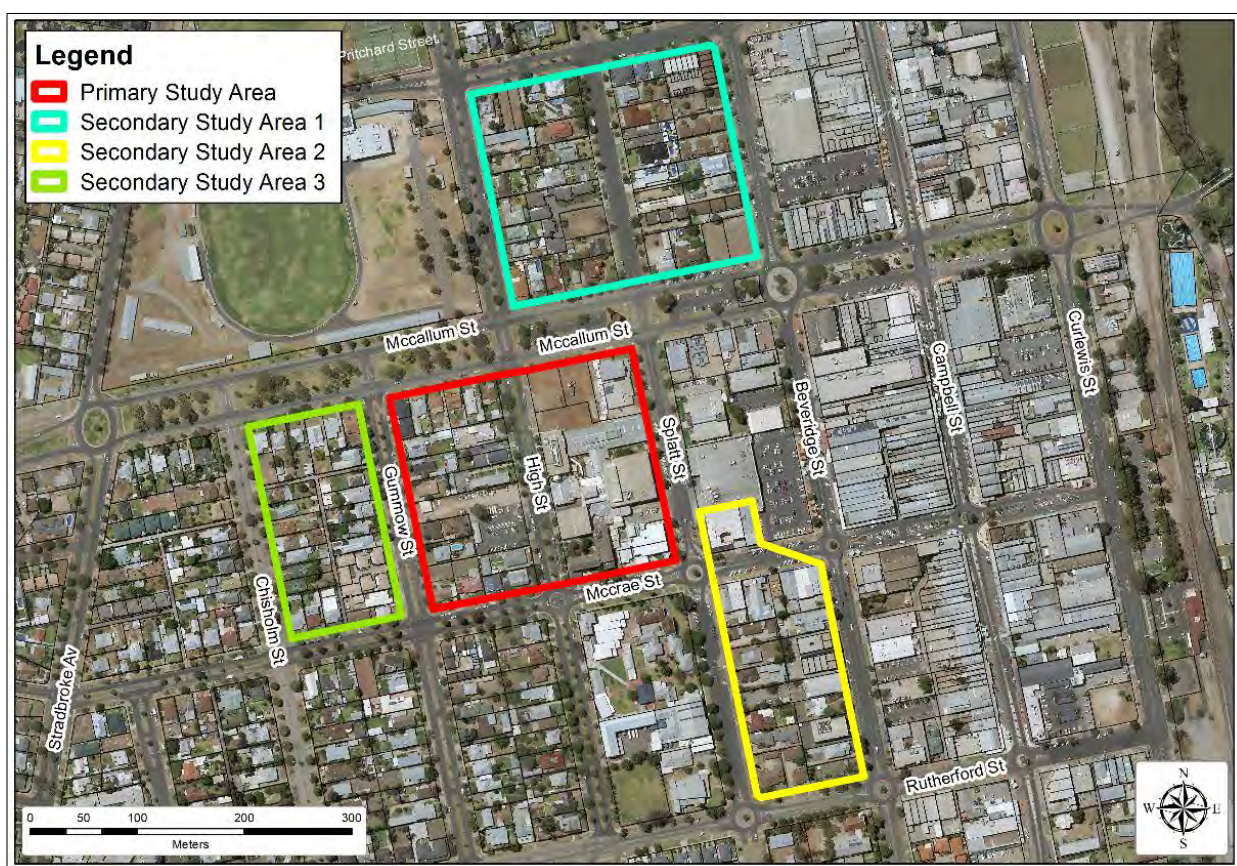 Legend
Primary Study Area
Secondary Study Area 1
Secondary Study Area 2
Secondary Study Area 3
Pritchard Street
Mccallum St
Mccallum St
Curlewis St
Campbell St
Beveridge St
Splatt St
High St
Gummow St
Mccrae St
Chisholm St
Stradbroke Av
Rutherford St
0 50 100 200 300
Meters
N
W E
S